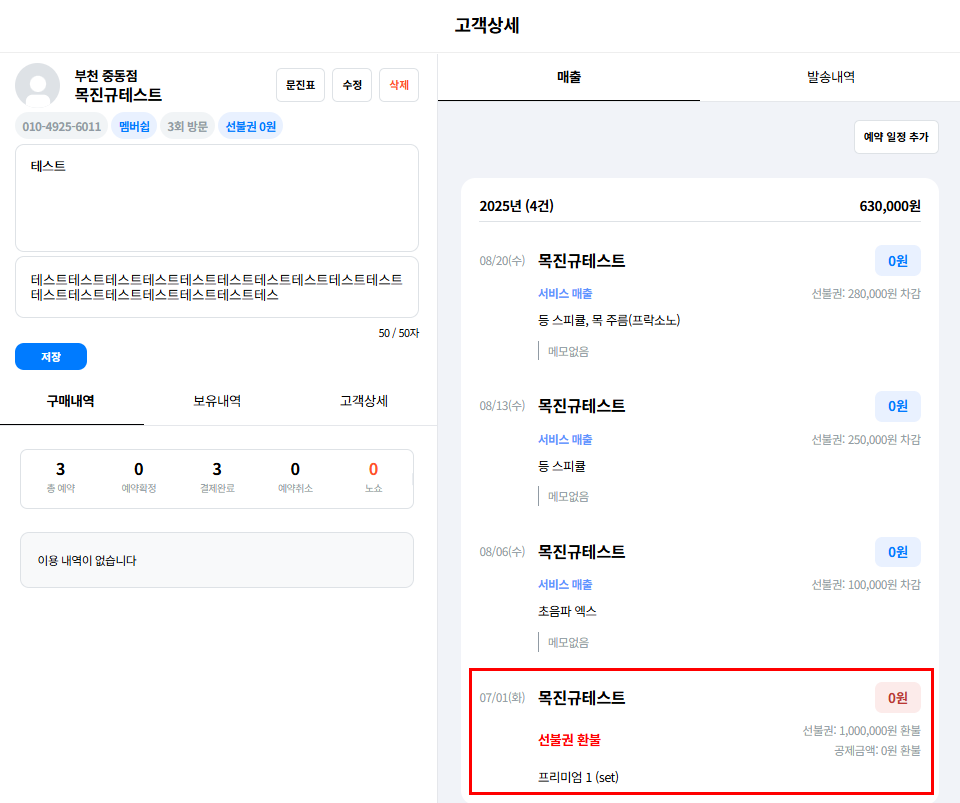 고객상세
부천 중동점
목진규테스트
문진표
수정
삭제
010-4925-6011
멤버쉽
3회 방문
선불권 0원
테스트
테스트테스트테스트테스트테스트테스트테스트테스트테스트테스트
테스트테스트테스트테스트테스트테스트테스
50 / 50자
저장
구매내역
보유내역
고객상세
3
총 예약
0
예약확정
3
결제완료
0
예약취소
0
노쇼
이용 내역이 없습니다
매출
발송내역
예약 일정 추가
2025년 (4건)
630,000원
08/20(수)
목진규테스트
0원
서비스 매출
선불권: 280,000원 차감
등 스피큘, 목 주름(프락소노)
메모없음
08/13(수)
목진규테스트
0원
서비스 매출
선불권: 250,000원 차감
등 스피큘
메모없음
08/06(수)
목진규테스트
0원
서비스 매출
선불권: 100,000원 차감
초음파 엑스
메모없음
07/01(화)
목진규테스트
0원
선불권: 1,000,000원 환불
선불권 환불
공제금액: 0원 환불
프리미엄 1 (set)